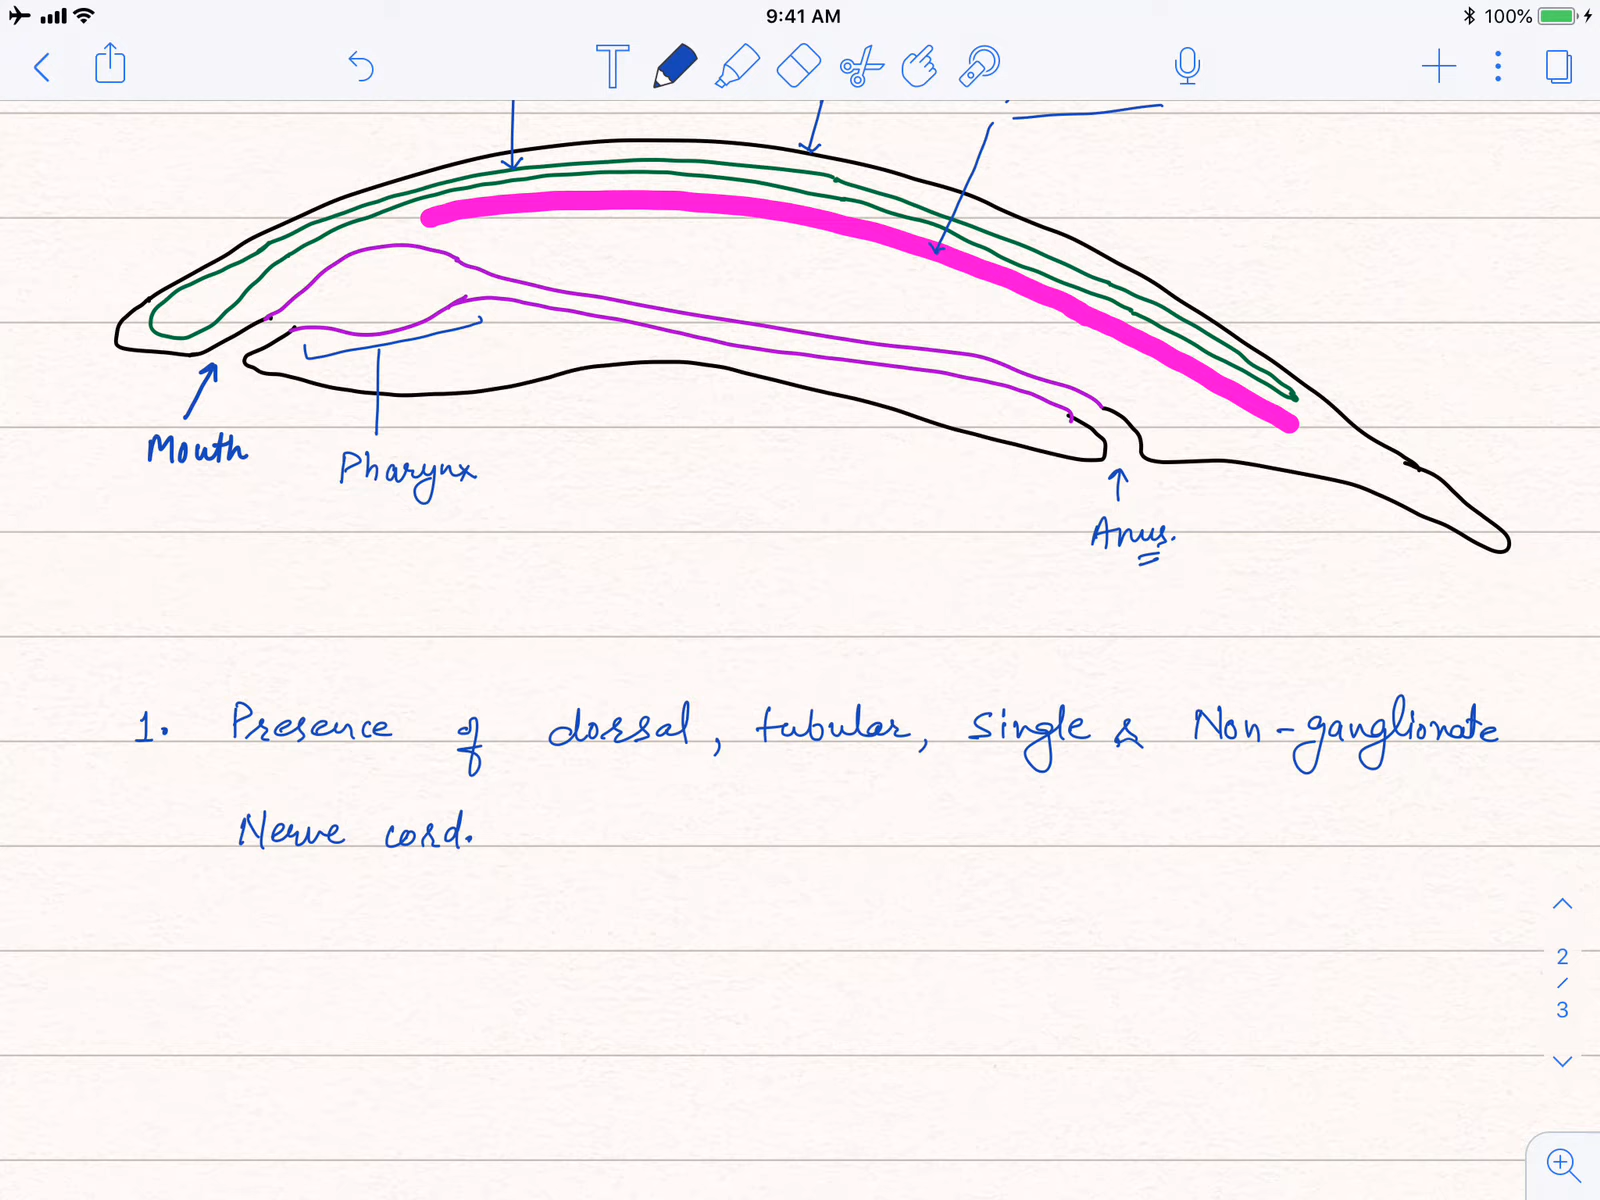 9:41 AM
100%
T
Mouth
Pharynx
Anus.
1. Presence of dorsal, tubular, Single & Non-ganglionate
Nerve cord.
2
/
3